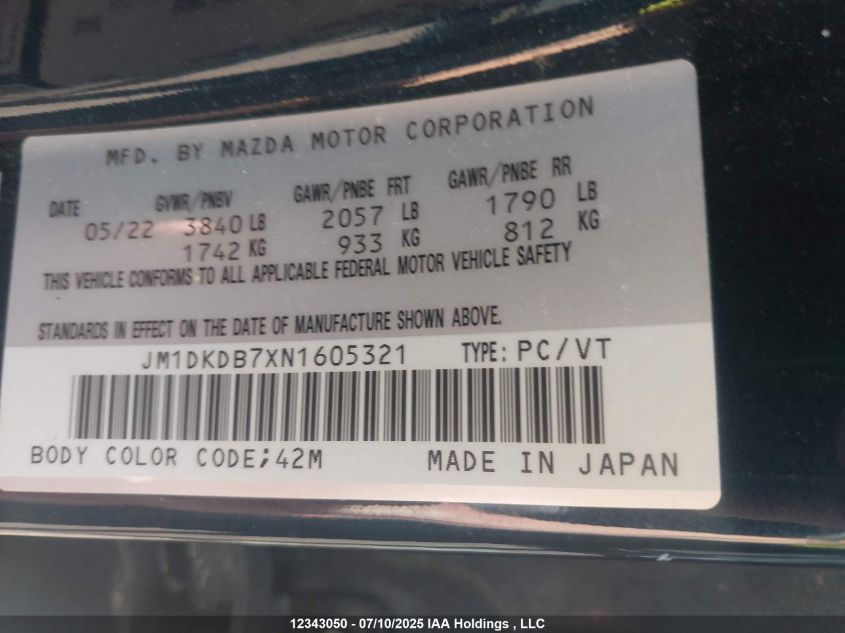 MFD. BY MAZDA MOTOR CORPORATION
DATE GVWR/PNBV GAWR/PNBE FRT GAWR/PNBE RR
05/22 3840 LB 2057 LB 1790 LB
1742 KG 933 KG 812 KG
THIS VEHICLE CONFORMS TO ALL APPLICABLE FEDERAL MOTOR VEHICLE SAFETY
STANDARDS IN EFFECT ON THE DATE OF MANUFACTURE SHOWN ABOVE.
JM1DKDB7XN1605321 TYPE: PC/VT
BODY COLOR CODE;42M MADE IN JAPAN
12343050 - 07/10/2025 IAA Holdings , LLC